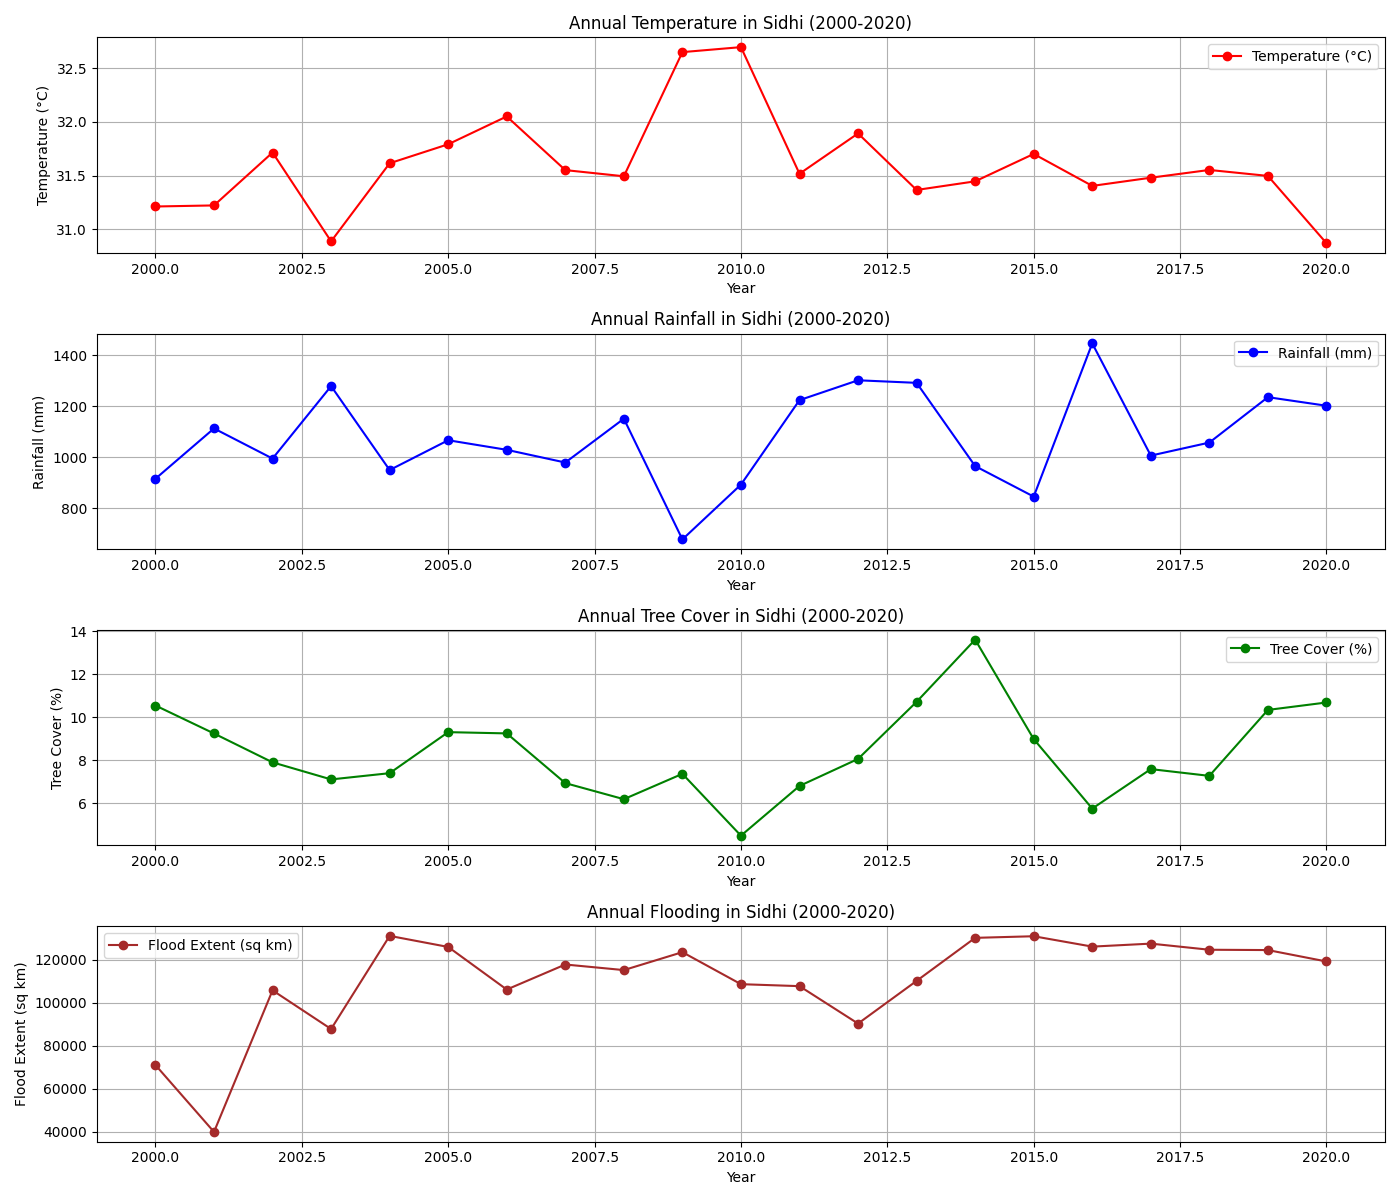 Annual Temperature in Sidhi (2000-2020)
Temperature (°C)
32.5
32.0
31.5
31.0
Temperature (°C)
2000.0 2002.5 2005.0 2007.5 2010.0 2012.5 2015.0 2017.5 2020.0
Year
Annual Rainfall in Sidhi (2000-2020)
Rainfall (mm)
1400
1200
1000
800
Rainfall (mm)
2000.0 2002.5 2005.0 2007.5 2010.0 2012.5 2015.0 2017.5 2020.0
Year
Annual Tree Cover in Sidhi (2000-2020)
Tree Cover (%)
14
12
10
8
6
Tree Cover (%)
2000.0 2002.5 2005.0 2007.5 2010.0 2012.5 2015.0 2017.5 2020.0
Year
Annual Flooding in Sidhi (2000-2020)
Flood Extent (sq km)
120000
100000
80000
60000
40000
Flood Extent (sq km)
2000.0 2002.5 2005.0 2007.5 2010.0 2012.5 2015.0 2017.5 2020.0
Year